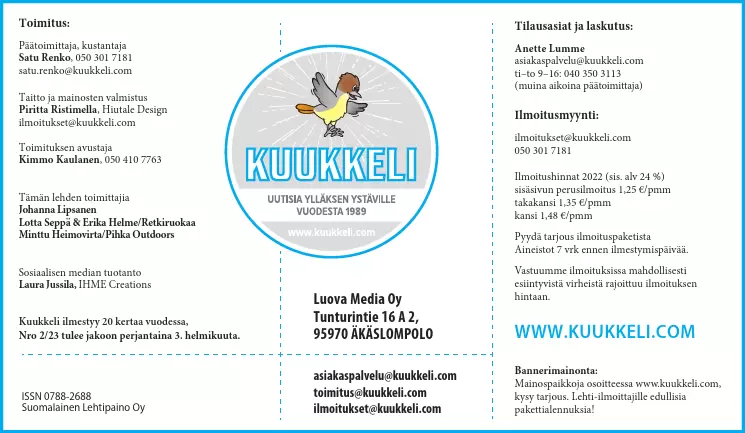 Toimitus:
Päätoimittaja, kustantaja
Satu Renko, 050 301 7181
satu.renko@kuukkeli.com
Taitto ja mainosten valmistus
Piritta Ristimella, Hiutale Design
ilmoitukset@kuukkeli.com
Toimituksen avustaja
Kimmo Kaulanen, 050 410 7763
Tämän lehden toimittajia
Johanna Lipsanen
Lotta Seppä & Erika Helme/Retkiruokaa
Minttu Heimovirta/Pihka Outdoors
Sosiaalisen median tuotanto
Laura Jussila, IHME Creations
Kuukkeli ilmestyy 20 kertaa vuodessa,
Nro 2/23 tulee jakoon perjantaina 3. helmikuuta.
ISSN 0788-2688
Suomalainen Lehtipaino Oy
KUUKKELI
UUTISIA YLLÄKSEN YSTÄVILLE
VUODESTA 1989
www.kuukkeli.com
Luova Media Oy
Tunturintie 16 A 2,
95970 ÄKÄSLOMPOLO
asiakaspalvelu@kuukkeli.com
toimitus@kuukkeli.com
ilmoitukset@kuukkeli.com
Tilausasiat ja laskutus:
Anette Lumme
asiakaspalvelu@kuukkeli.com
ti–to 9–16: 040 350 3113
(muina aikoina päätoimittaja)
Ilmoitusmyynti:
ilmoitukset@kuukkeli.com
050 301 7181
Ilmoitushinnat 2022 (sis. alv 24 %)
sisäsivun perusilmoitus 1,25 €/pmm
takakansi 1,35 €/pmm
kansi 1,48 €/pmm
Pyydä tarjous ilmoituspaketista
Aineistot 7 vrk ennen ilmestymispäivää.
Vastuumme ilmoituksissa mahdollisesti
esiintyvistä virheistä rajoittuu ilmoituksen
hintaan.
WWW.KUUKKELI.COM
Bannerimainonta:
Mainospaikkoja osoitteessa www.kuukkeli.com,
kysy tarjous. Lehti-ilmoittajille edullisia
pakettialennuksia!